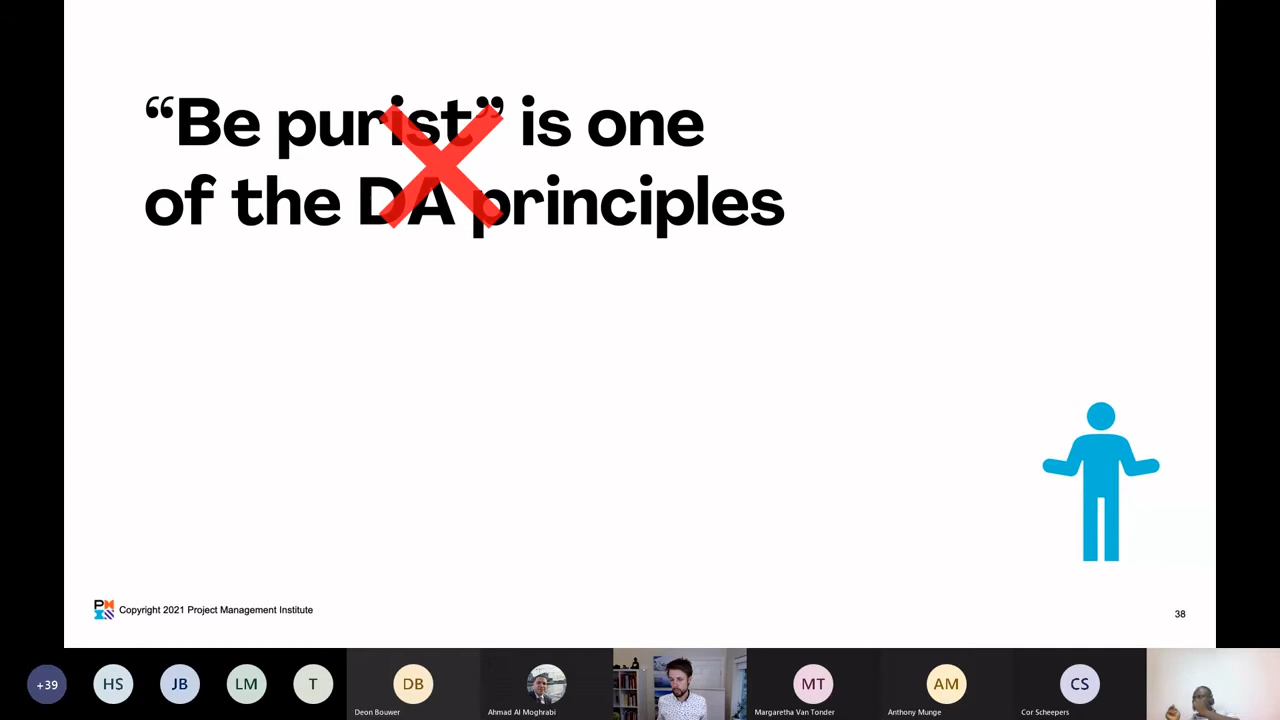 “Be purist” is one
of the DA principles
Copyright 2021 Project Management Institute
38
+39
HS
JB
LM
T
DB
MT
AM
CS
Deon Bouwer
Ahmad Al Moghrabi
Margaretha Van Tonder
Anthony Munge
Cor Scheepers